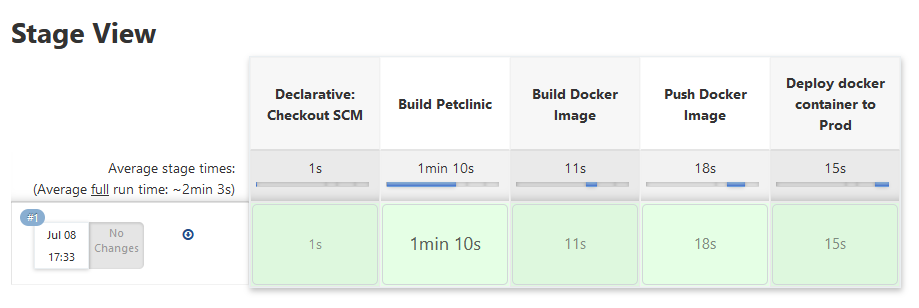 Stage View
Declarative:
Checkout SCM
Build Petclinic
Build Docker
Image
Push Docker
Image
Deploy docker
container to
Prod
Average stage times:
(Average full run time: ~2min 3s)
1s
1min 10s
11s
18s
15s
#1
Jul 08
17:33
No
Changes
1s
1min 10s
11s
18s
15s